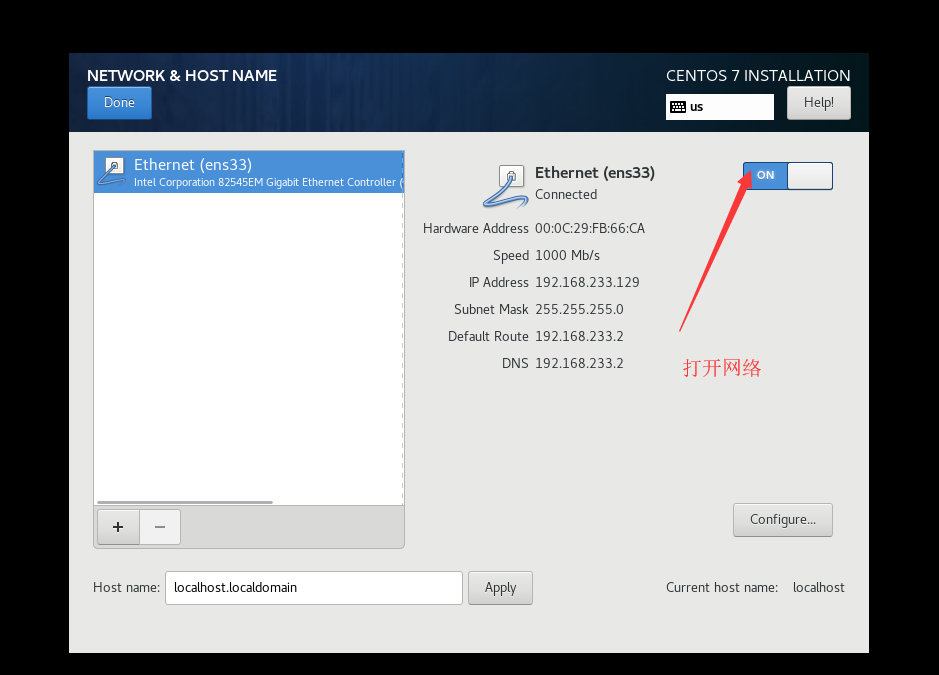 NETWORK & HOST NAME
CENTOS 7 INSTALLATION
Done
us
Help!
Ethernet (ens33)
Intel Corporation 82545EM Gigabit Ethernet Controller (
Ethernet (ens33)
Connected
ON
Hardware Address 00:0C:29:FB:66:CA
Speed 1000 Mb/s
IP Address 192.168.233.129
Subnet Mask 255.255.255.0
Default Route 192.168.233.2
DNS 192.168.233.2
打开网络
+ −
Configure...
Host name: localhost.localdomain Apply Current host name: localhost